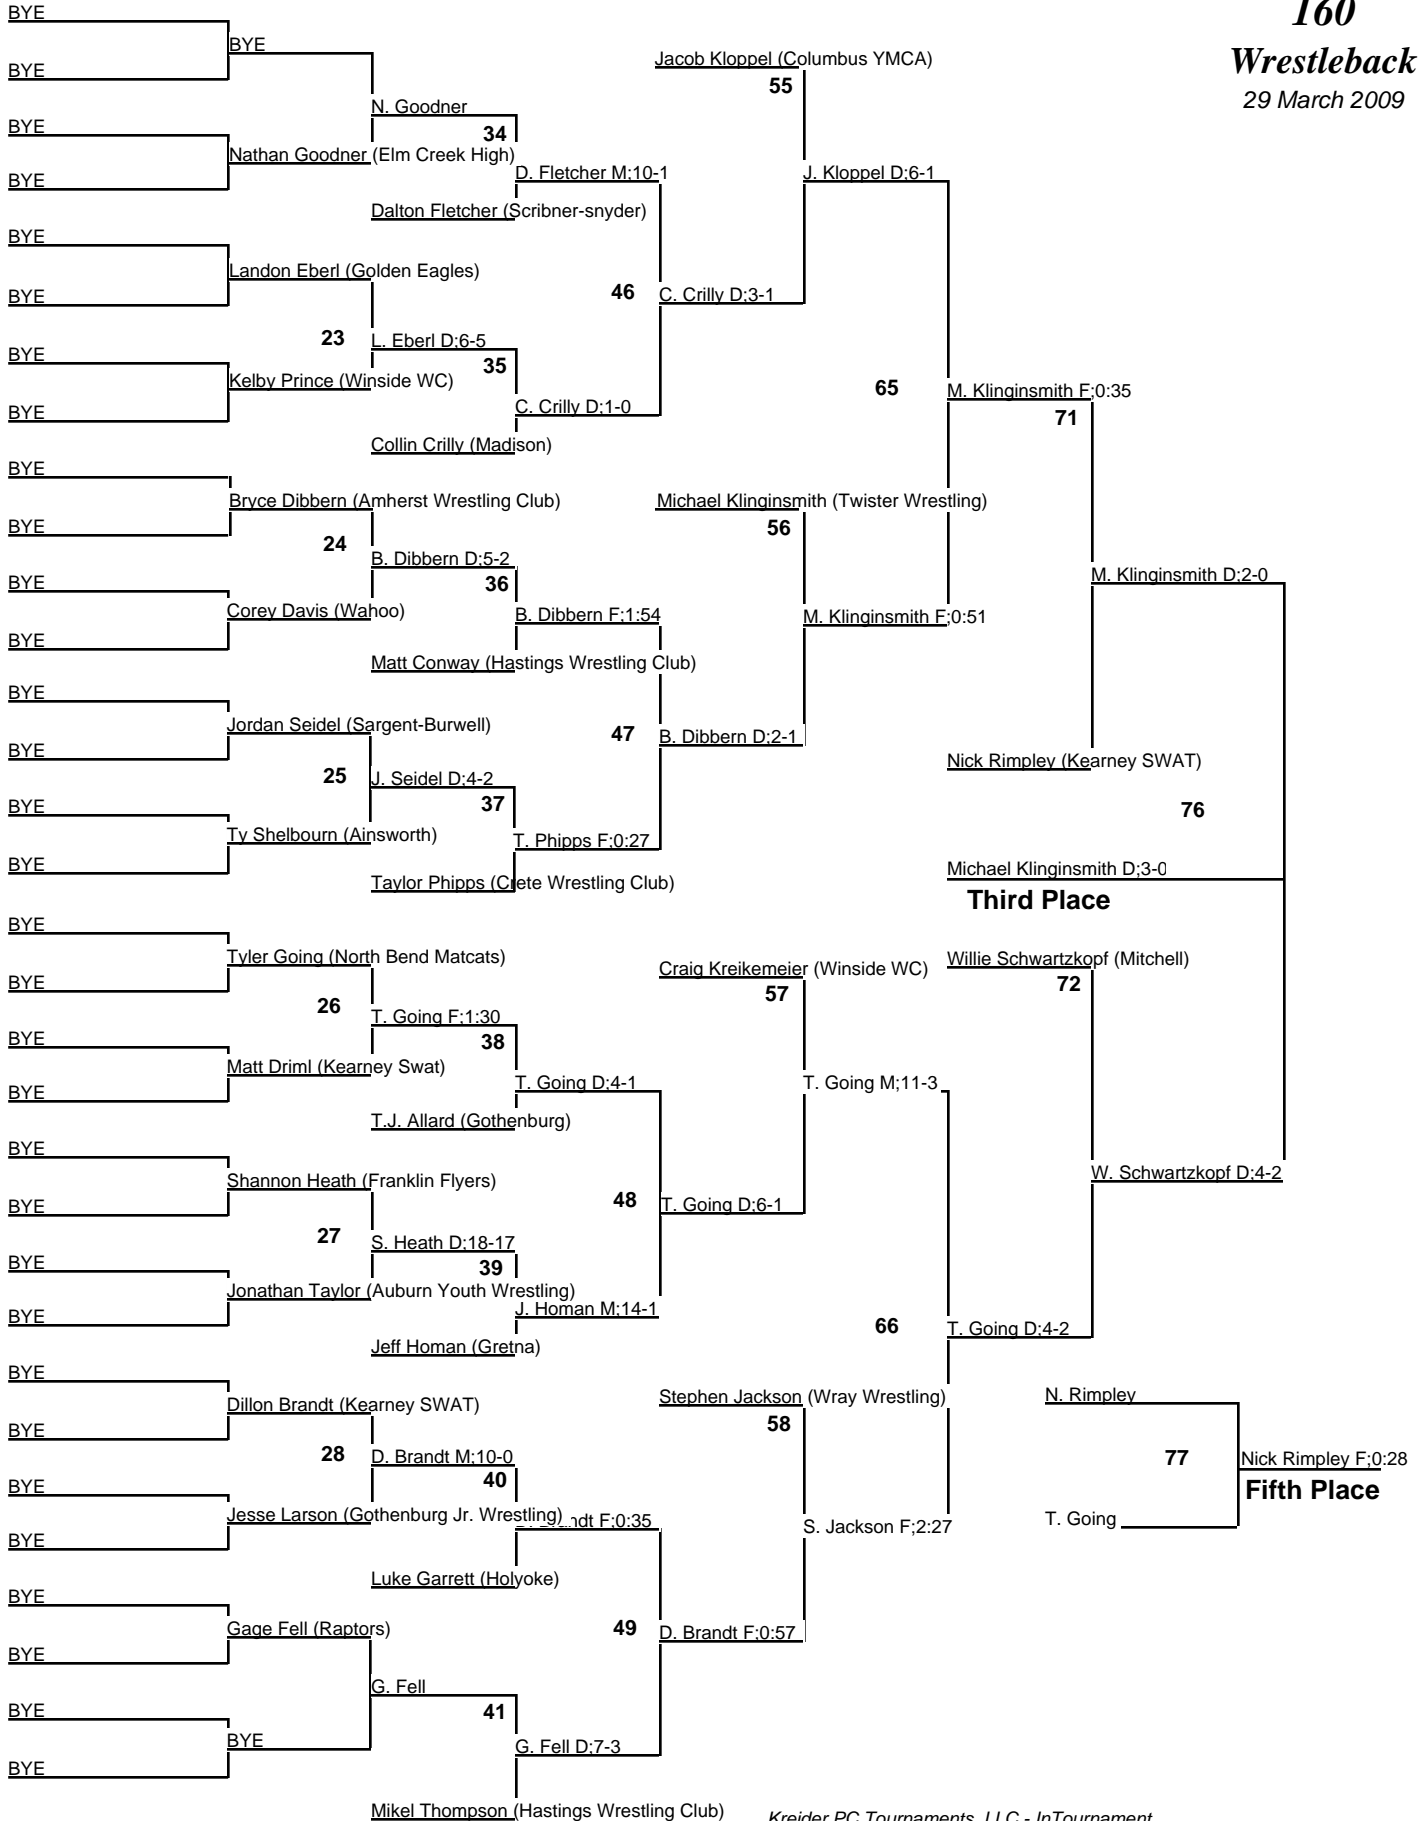 160
Wrestleback
29 March 2009
BYE
BYE
BYE
Jacob Kloppel (Columbus YMCA)
55
N. Goodner
34
BYE
Nathan Goodner (Elm Creek High)
BYE
D. Fletcher M;10-1
J. Kloppel D;6-1
Dalton Fletcher (Scribner-snyder)
BYE
Landon Eberl (Golden Eagles)
BYE
46
C. Crilly D;3-1
23
L. Eberl D;6-5
35
BYE
Kelby Prince (Winside WC)
65
M. Klinginsmith F;0:35
71
BYE
C. Crilly D;1-0
Collin Crilly (Madison)
BYE
Bryce Dibbern (Amherst Wrestling Club)
Michael Klinginsmith (Twister Wrestling)
56
BYE
24
B. Dibbern D;5-2
36
BYE
M. Klinginsmith D;2-0
Corey Davis (Wahoo)
B. Dibbern F;1:54
M. Klinginsmith F;0:51
BYE
Matt Conway (Hastings Wrestling Club)
BYE
Jordan Seidel (Sargent-Burwell)
47
B. Dibbern D;2-1
BYE
Nick Rimpley (Kearney SWAT)
25
J. Seidel D;4-2
37
BYE
76
Ty Shelbourn (Ainsworth)
T. Phipps F;0:27
BYE
Michael Klinginsmith D;3-0
Third Place
Taylor Phipps (Crete Wrestling Club)
BYE
Tyler Going (North Bend Matcats)
Craig Kreikemeier (Winside WC)
57
Willie Schwartzkopf (Mitchell)
72
BYE
26
T. Going F;1:30
38
BYE
Matt Driml (Kearney Swat)
BYE
T. Going D;4-1
T. Going M;11-3
T.J. Allard (Gothenburg)
BYE
Shannon Heath (Franklin Flyers)
W. Schwartzkopf D;4-2
BYE
48
T. Going D;6-1
27
S. Heath D;18-17
39
BYE
Jonathan Taylor (Auburn Youth Wrestling)
BYE
J. Homan M;14-1
66
T. Going D;4-2
Jeff Homan (Gretna)
BYE
Dillon Brandt (Kearney SWAT)
Stephen Jackson (Wray Wrestling)
58
N. Rimpley
BYE
28
D. Brandt M;10-0
40
77
Nick Rimpley F;0:28
Fifth Place
BYE
Jesse Larson (Gothenburg Jr. Wrestling)
F;0:35
S. Jackson F;2:27
T. Going
BYE
Luke Garrett (Holyoke)
BYE
Gage Fell (Raptors)
49
D. Brandt F;0:57
BYE
G. Fell
41
BYE
BYE
G. Fell D;7-3
BYE
Mikel Thompson (Hastings Wrestling Club)
Kreider PC Tournaments, LLC - InTournament